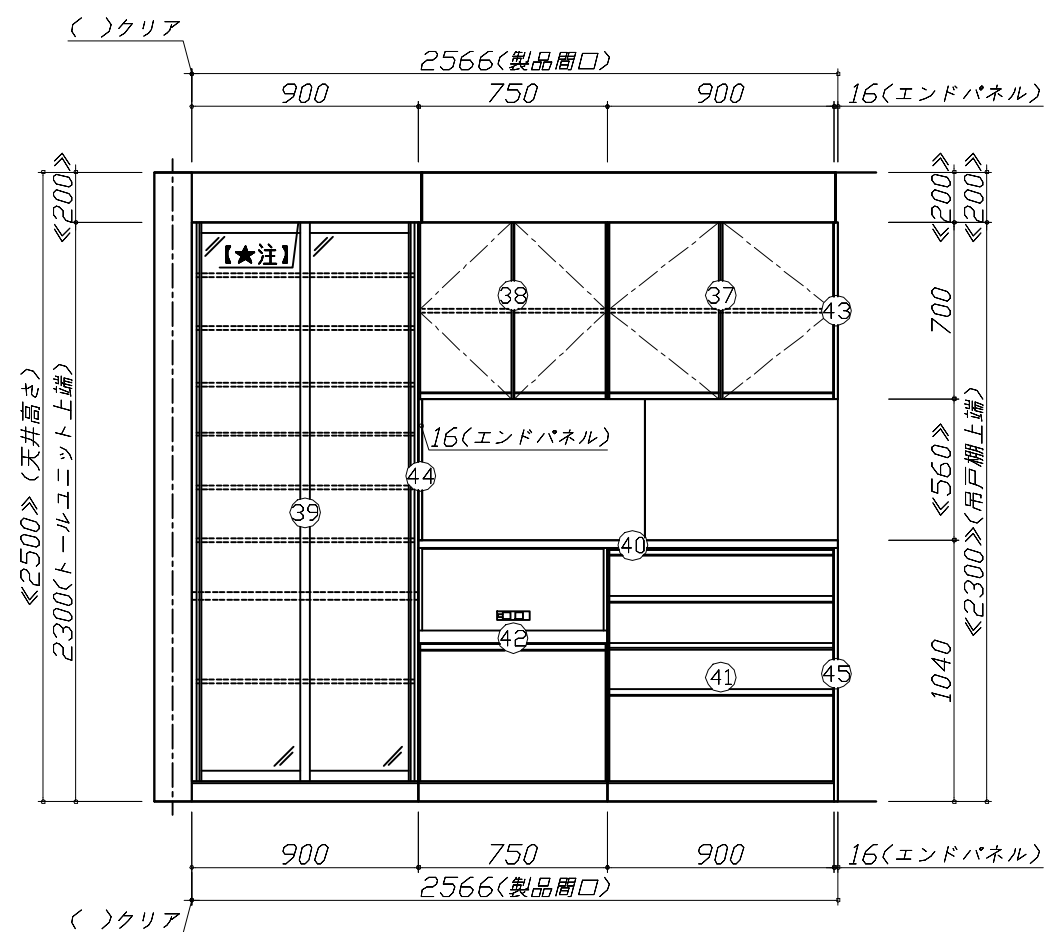 ( )クリア
2566(製品間口)
900 750 900 16(エンドパネル)
≪200≫ ≪200≫ ≪200≫
【★注】
38 37 43
700
≪2500≫(天井高さ)
2300(トールユニット上端)
16(エンドパネル)
44
39
≪560≫
≪2300≫(吊戸棚上端)
40
42
41 45
1040
900 750 900 16(エンドパネル)
2566(製品間口)
( )クリア